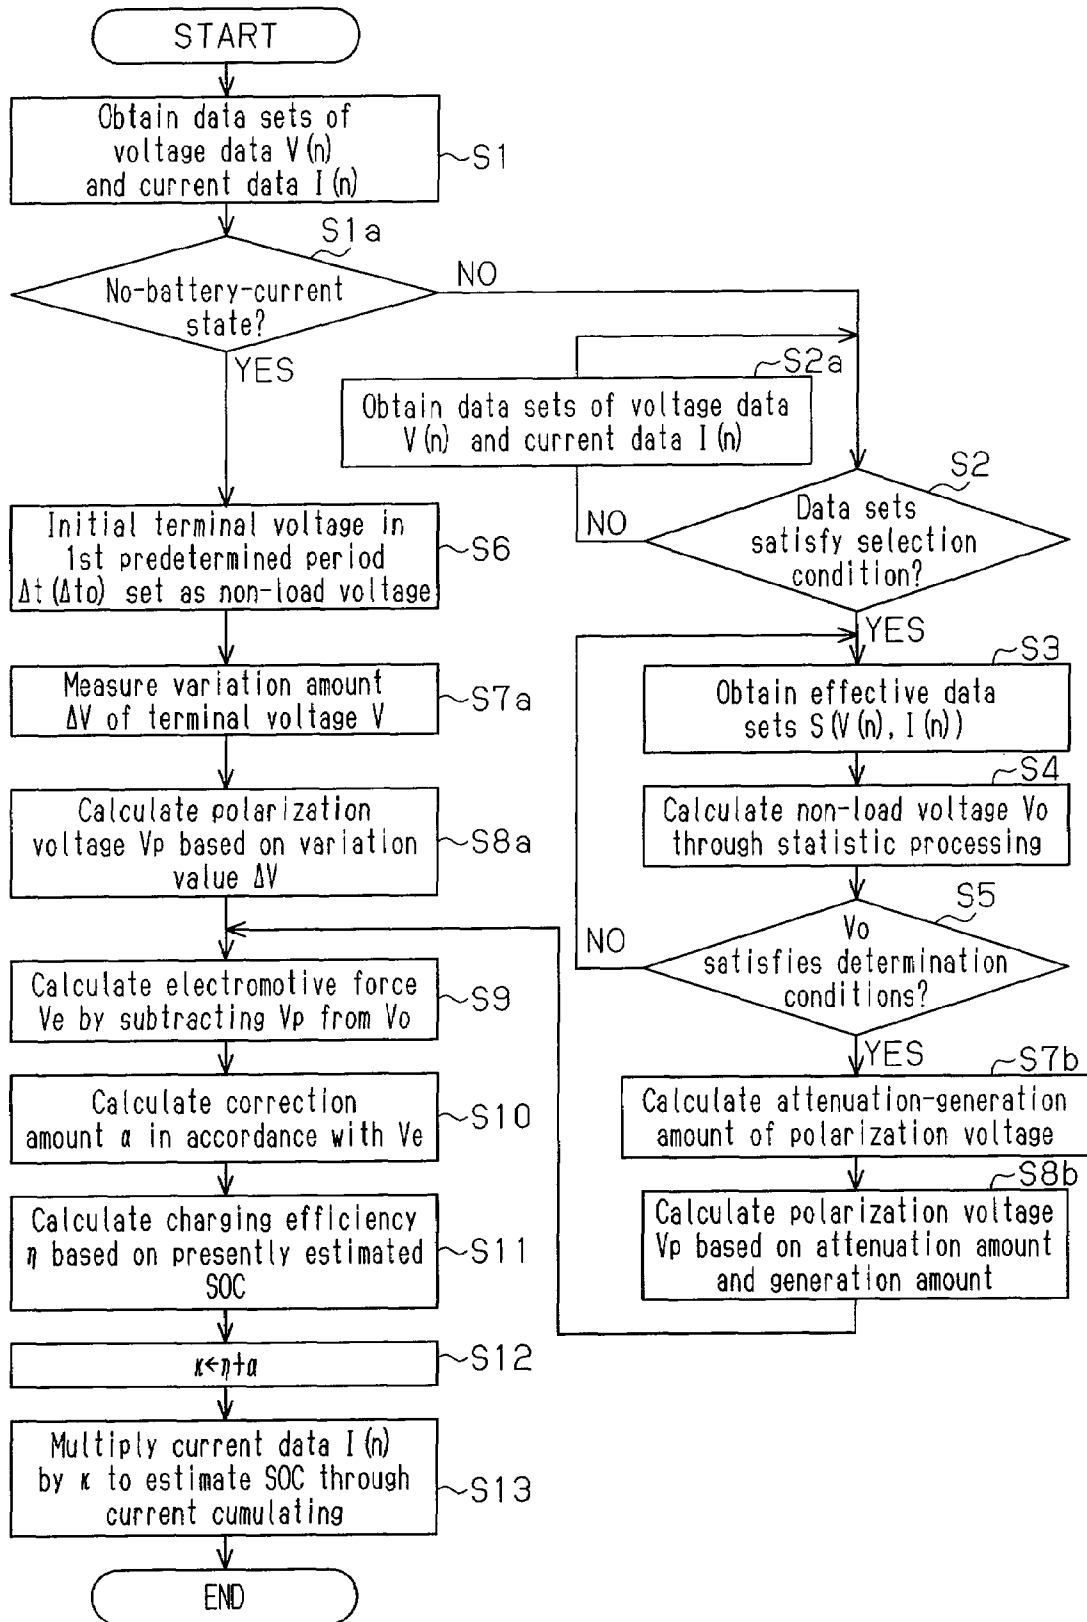 START
Obtain data sets of
voltage data V(n)
and current data I(n)
S1
S1a
No-battery-current
state?
NO
YES
S2a
Obtain data sets of voltage data
V(n) and current data I(n)
S2
Data sets
satisfy selection
condition?
NO
YES
Initial terminal voltage in
1st predetermined period
Δt(Δto) set as non-load voltage
S6
S3
Obtain effective data
sets S(V(n), I(n))
Measure variation amount
ΔV of terminal voltage V
S7a
S4
Calculate non-load voltage Vo
through statistic processing
Calculate polarization
voltage Vp based on variation
value ΔV
S8a
S5
Vo
satisfies determination
conditions?
NO
YES
Calculate electromotive force
Ve by subtracting Vp from Vo
S9
S7b
Calculate attenuation-generation
amount of polarization voltage
Calculate correction
amount α in accordance with Ve
S10
S8b
Calculate polarization voltage
Vp based on attenuation amount
and generation amount
Calculate charging efficiency
η based on presently estimated
SOC
S11
κ←η+α
S12
Multiply current data I(n)
by κ to estimate SOC through
current cumulating
S13
END